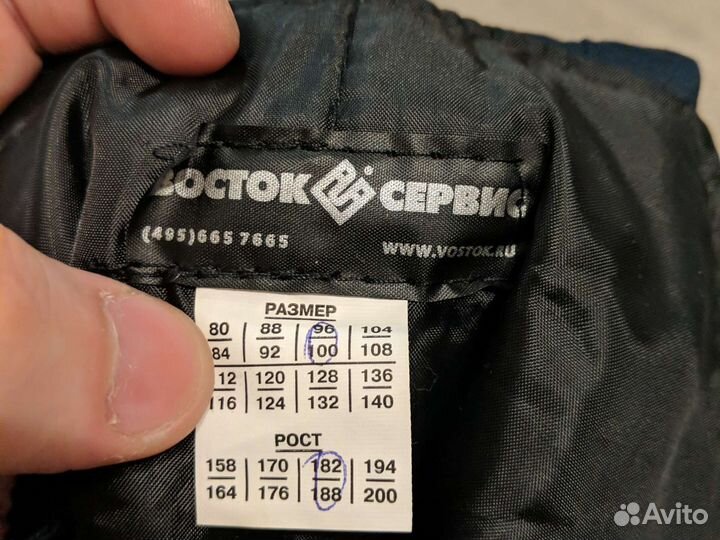 ВОСТОК СЕРВИС
(495)665 7665 WWW.VOSTOK.RU
РАЗМЕР
80 88 96 104
84 92 100 108
112 120 128 136
116 124 132 140
РОСТ
158 170 182 194
164 176 188 200
Avito